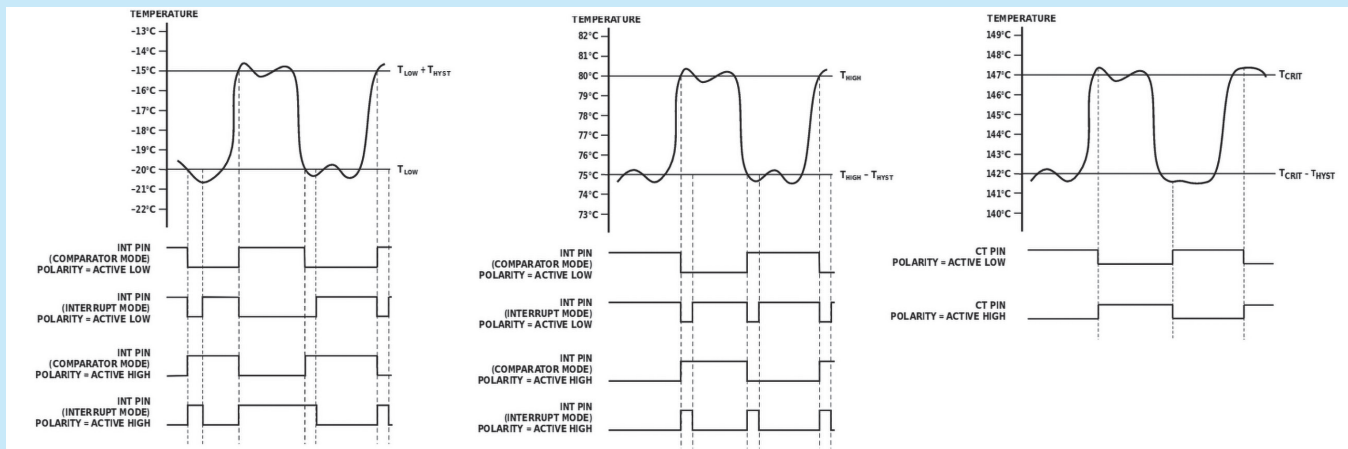 TEMPERATURE
–13°C
–14°C
–15°C
–16°C
–17°C
–18°C
–19°C
–20°C
–21°C
–22°C
TLOW + THYST
TLOW
INT PIN
(COMPARATOR MODE)
POLARITY = ACTIVE LOW
INT PIN
(INTERRUPT MODE)
POLARITY = ACTIVE LOW
INT PIN
(COMPARATOR MODE)
POLARITY = ACTIVE HIGH
INT PIN
(INTERRUPT MODE)
POLARITY = ACTIVE HIGH
TEMPERATURE
82°C
81°C
80°C
79°C
78°C
77°C
76°C
75°C
74°C
73°C
THIGH
THIGH – THYST
INT PIN
(COMPARATOR MODE)
POLARITY = ACTIVE LOW
INT PIN
(INTERRUPT MODE)
POLARITY = ACTIVE LOW
INT PIN
(COMPARATOR MODE)
POLARITY = ACTIVE HIGH
INT PIN
(INTERRUPT MODE)
POLARITY = ACTIVE HIGH
TEMPERATURE
149°C
148°C
147°C
146°C
145°C
144°C
143°C
142°C
141°C
140°C
TCRIT
TCRIT - THYST
CT PIN
POLARITY = ACTIVE LOW
CT PIN
POLARITY = ACTIVE HIGH